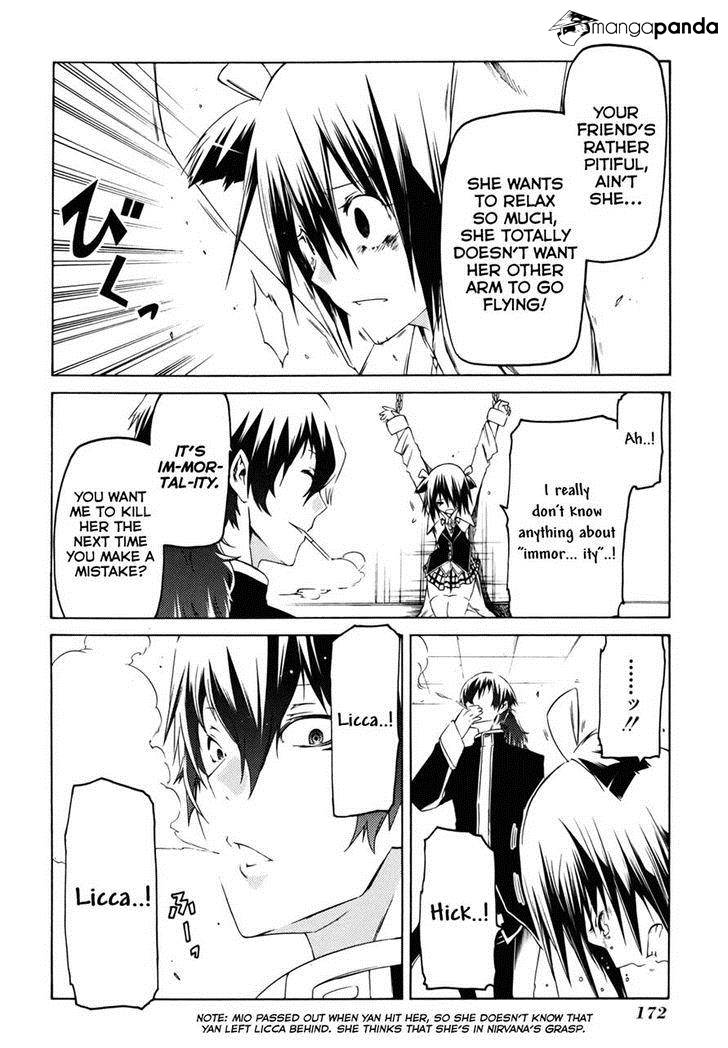 mangapanda
YOUR
FRIEND'S
RATHER
PITIFUL,
AIN'T
SHE...
SHE WANTS
TO RELAX
SO MUCH,
SHE TOTALLY
DOESN'T WANT
HER OTHER
ARM TO GO
FLYING!
びくっ
Ah..!
I really
don't know
anything about
"immor... ity"..!
IT'S
IM-MOR-
TAL-ITY.
YOU WANT
ME TO KILL
HER THE
NEXT TIME
YOU MAKE A
MISTAKE?
……ッ!!
Hick..!
Licca..!
Licca..!
ふぅーっ
172
NOTE: MIO PASSED OUT WHEN YAN HIT HER, SO SHE DOESN'T KNOW THAT
YAN LEFT LICCA BEHIND. SHE THINKS THAT SHE'S IN NIRVANA'S GRASP.